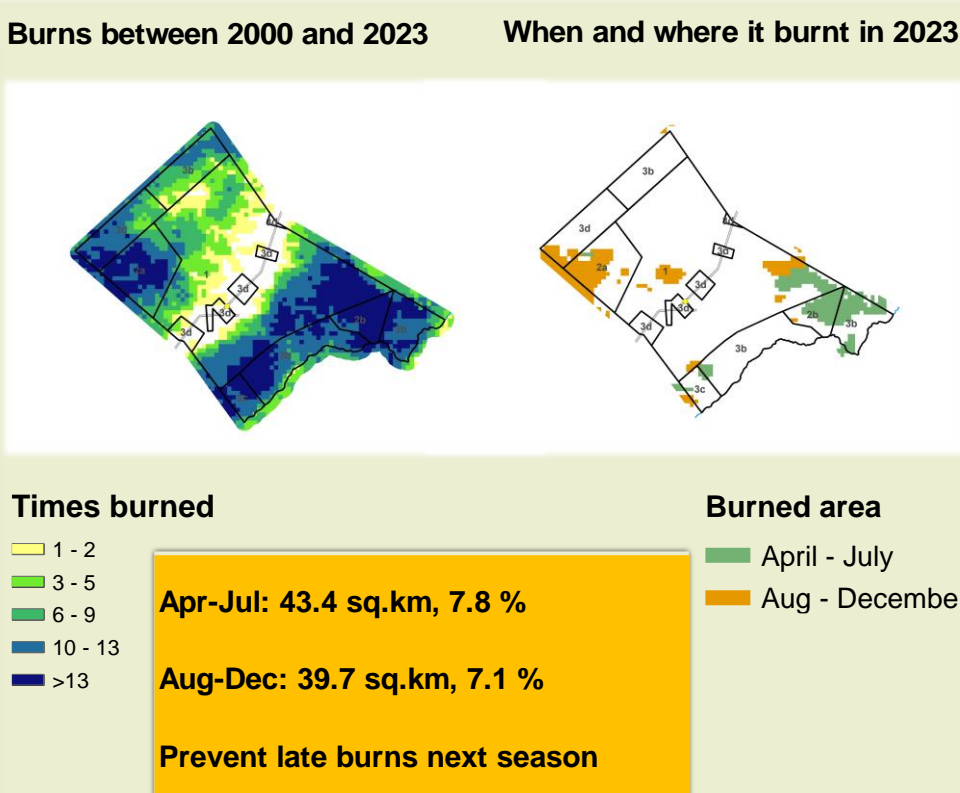 Burns between 2000 and 2023
When and where it burnt in 2023
3b
3d
2a
1
3d
3d
3d
3d
2b
3b
3b
3d
2a
1
3d
3d
3d
3d
2b
3b
3b
3c
Times burned
1 - 2
3 - 5
6 - 9
10 - 13
>13
Apr-Jul: 43.4 sq.km, 7.8 %
Aug-Dec: 39.7 sq.km, 7.1 %
Prevent late burns next season
Burned area
April - July
Aug - Decembe